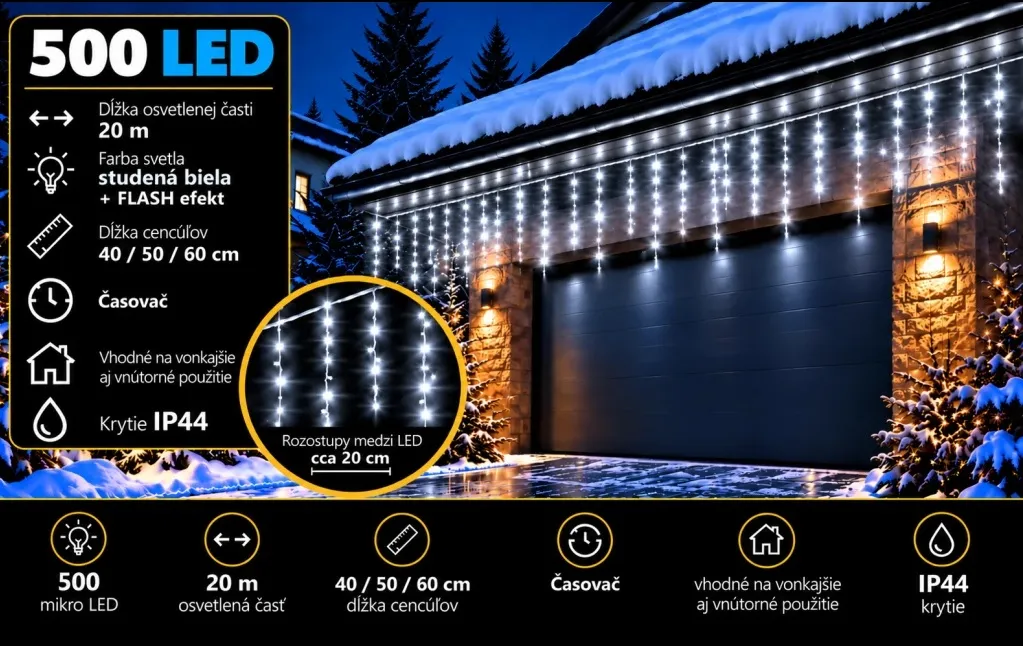 500 LED
Dĺžka osvetlenej časti
20 m
Farba svetla
studená biela
+ FLASH efekt
Dĺžka cencúľov
40 / 50 / 60 cm
Časovač
Vhodné na vonkajšie
aj vnútorné použitie
Krytie IP44
Rozostupy medzi LED
cca 20 cm
500
mikro LED
20 m
osvetlená časť
40 / 50 / 60 cm
dĺžka cencúľov
Časovač
vhodné na vonkajšie
aj vnútorné použitie
IP44
krytie